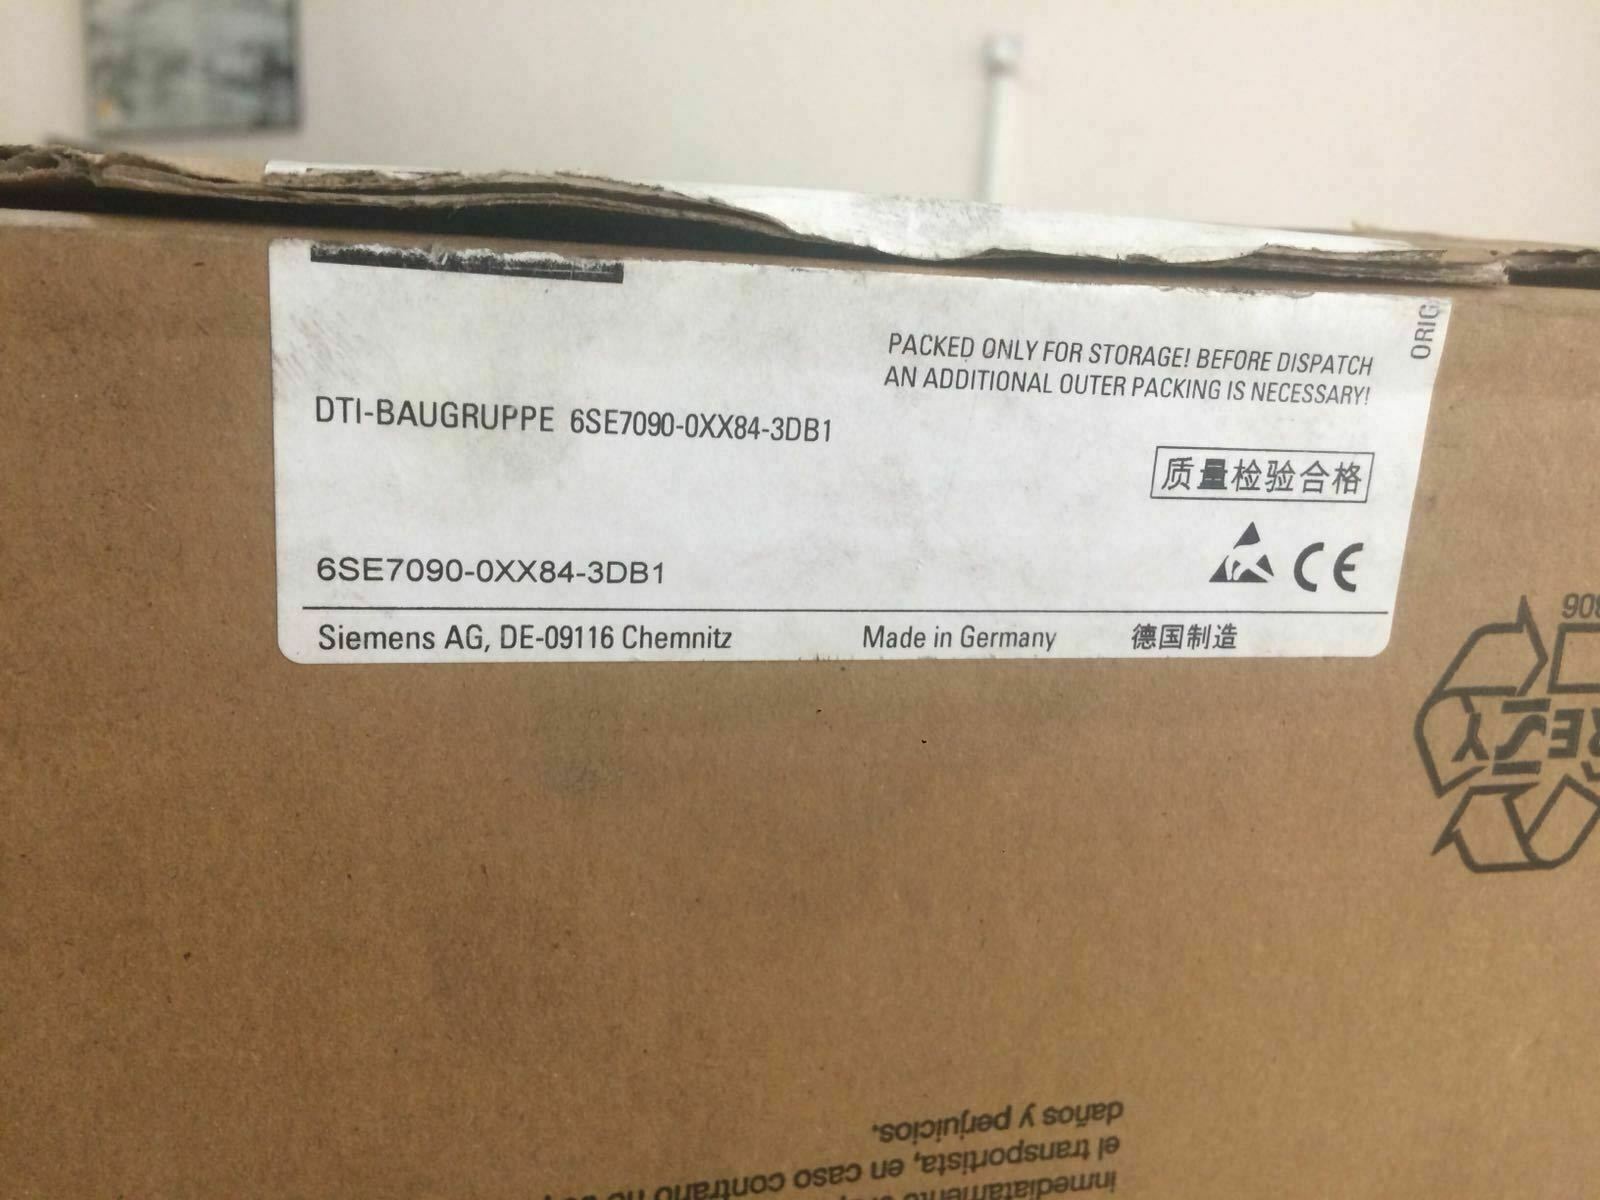 ORIG
PACKED ONLY FOR STORAGE! BEFORE DISPATCH
AN ADDITIONAL OUTER PACKING IS NECESSARY!
DTI-BAUGRUPPE 6SE7090-0XX84-3DB1
质量检验合格
CE
6SE7090-0XX84-3DB1
Siemens AG, DE-09116 Chemnitz Made in Germany 德国制造
RESY
inmediatamente
el transportista, en caso contrario no
daños y perjuicios.